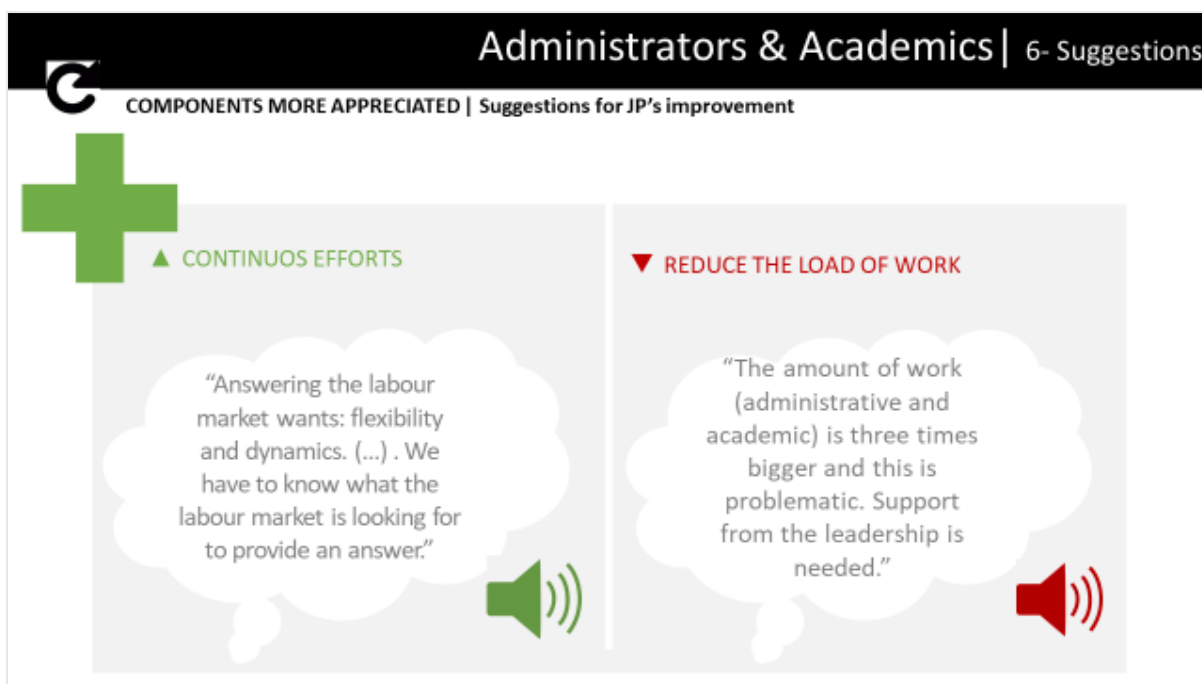 Administrators & Academics| 6- Suggestions
COMPONENTS MORE APPRECIATED | Suggestions for JP's improvement
▲ CONTINUOS EFFORTS
“Answering the labour
market wants: flexibility
and dynamics. (...) . We
have to know what the
labour market is looking for
to provide an answer.”
▼ REDUCE THE LOAD OF WORK
“The amount of work
(administrative and
academic) is three times
bigger and this is
problematic. Support
from the leadership is
needed.”